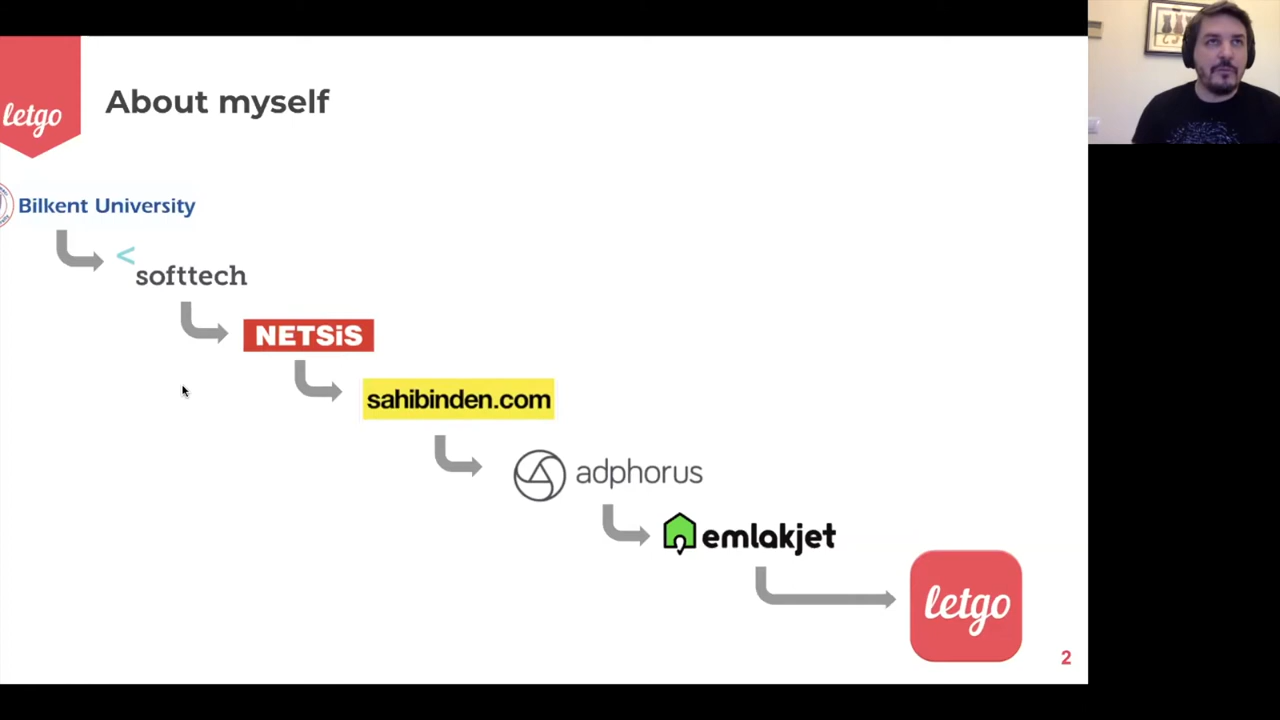 letgo
About myself
Bilkent University
<
softtech
NETSiS
sahibinden.com
adphorus
emlakjet
letgo
2